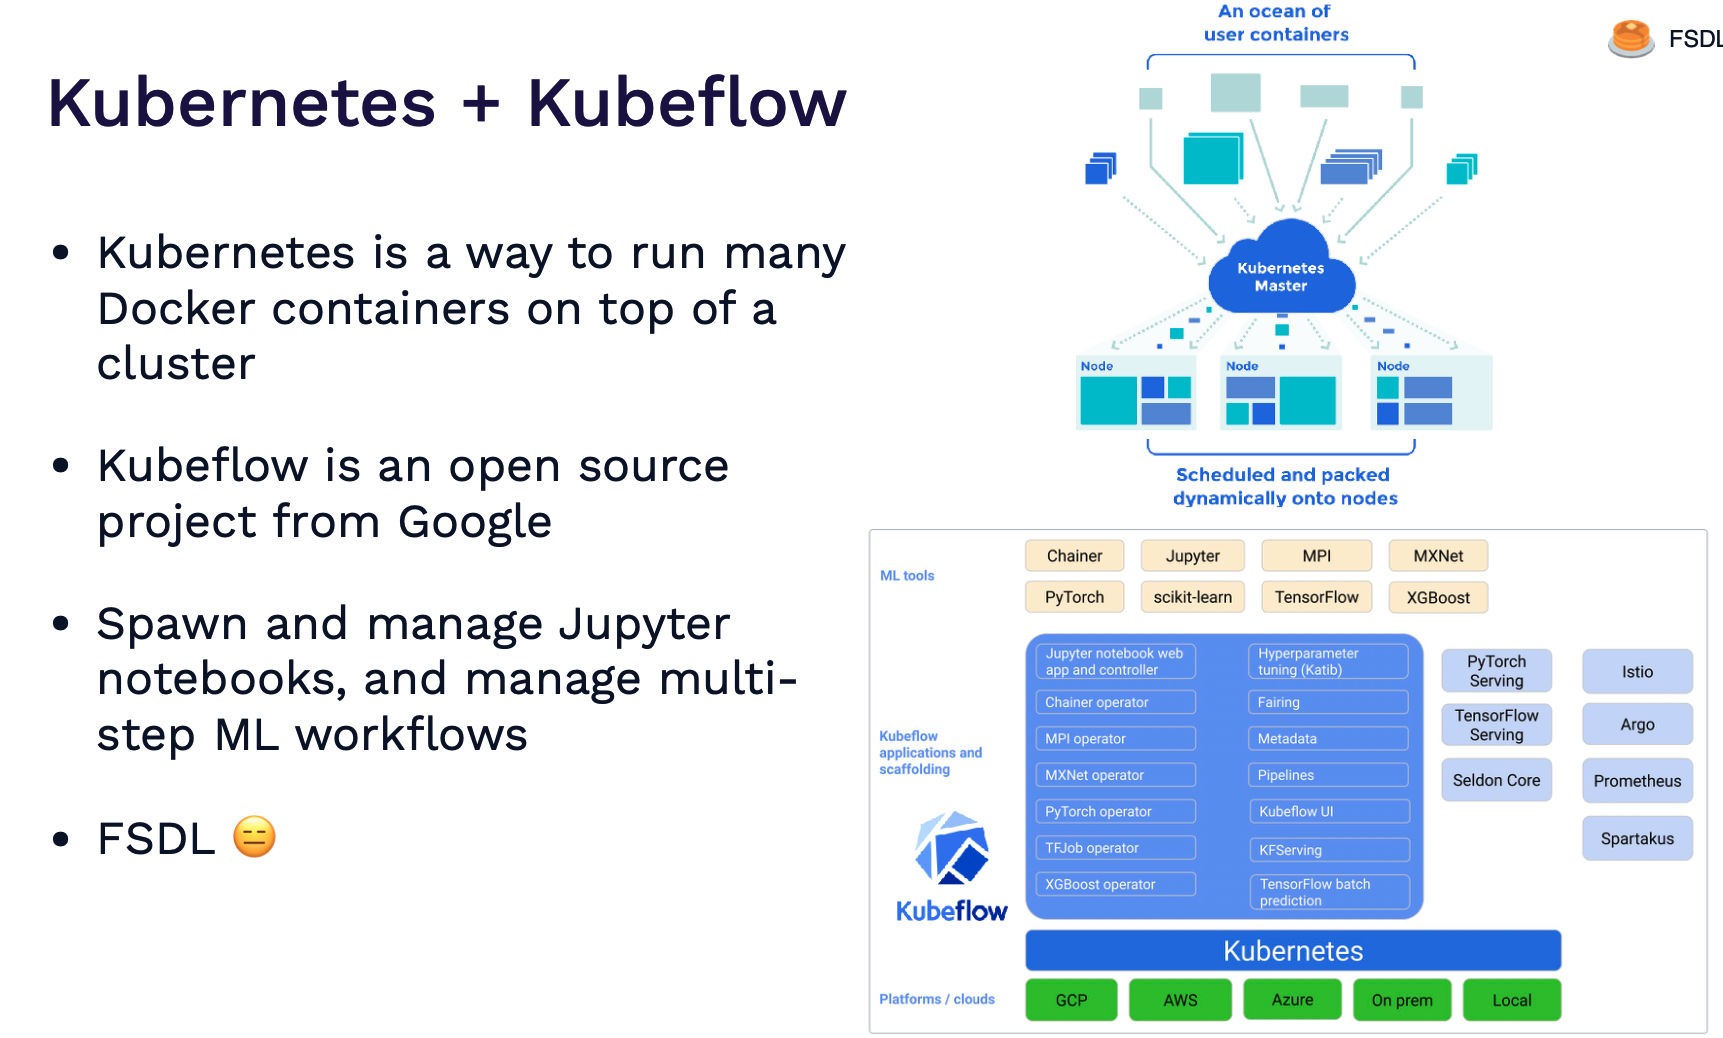 FSDL
Kubernetes + Kubeflow
• Kubernetes is a way to run many
Docker containers on top of a
cluster
• Kubeflow is an open source
project from Google
• Spawn and manage Jupyter
notebooks, and manage multi-
step ML workflows
• FSDL 😑
An ocean of
user containers
Kubernetes
Master
Node
Node
Node
Scheduled and packed
dynamically onto nodes
ML tools
Chainer
Jupyter
MPI
MXNet
PyTorch
scikit-learn
TensorFlow
XGBoost
Kubeflow
applications and
scaffolding
Kubeflow
Jupyter notebook web
app and controller
Chainer operator
MPI operator
MXNet operator
PyTorch operator
TFJob operator
XGBoost operator
Hyperparameter
tuning (Katib)
Fairing
Metadata
Pipelines
Kubeflow UI
KFServing
TensorFlow batch
prediction
PyTorch
Serving
TensorFlow
Serving
Seldon Core
Istio
Argo
Prometheus
Spartakus
Kubernetes
Platforms / clouds
GCP
AWS
Azure
On prem
Local